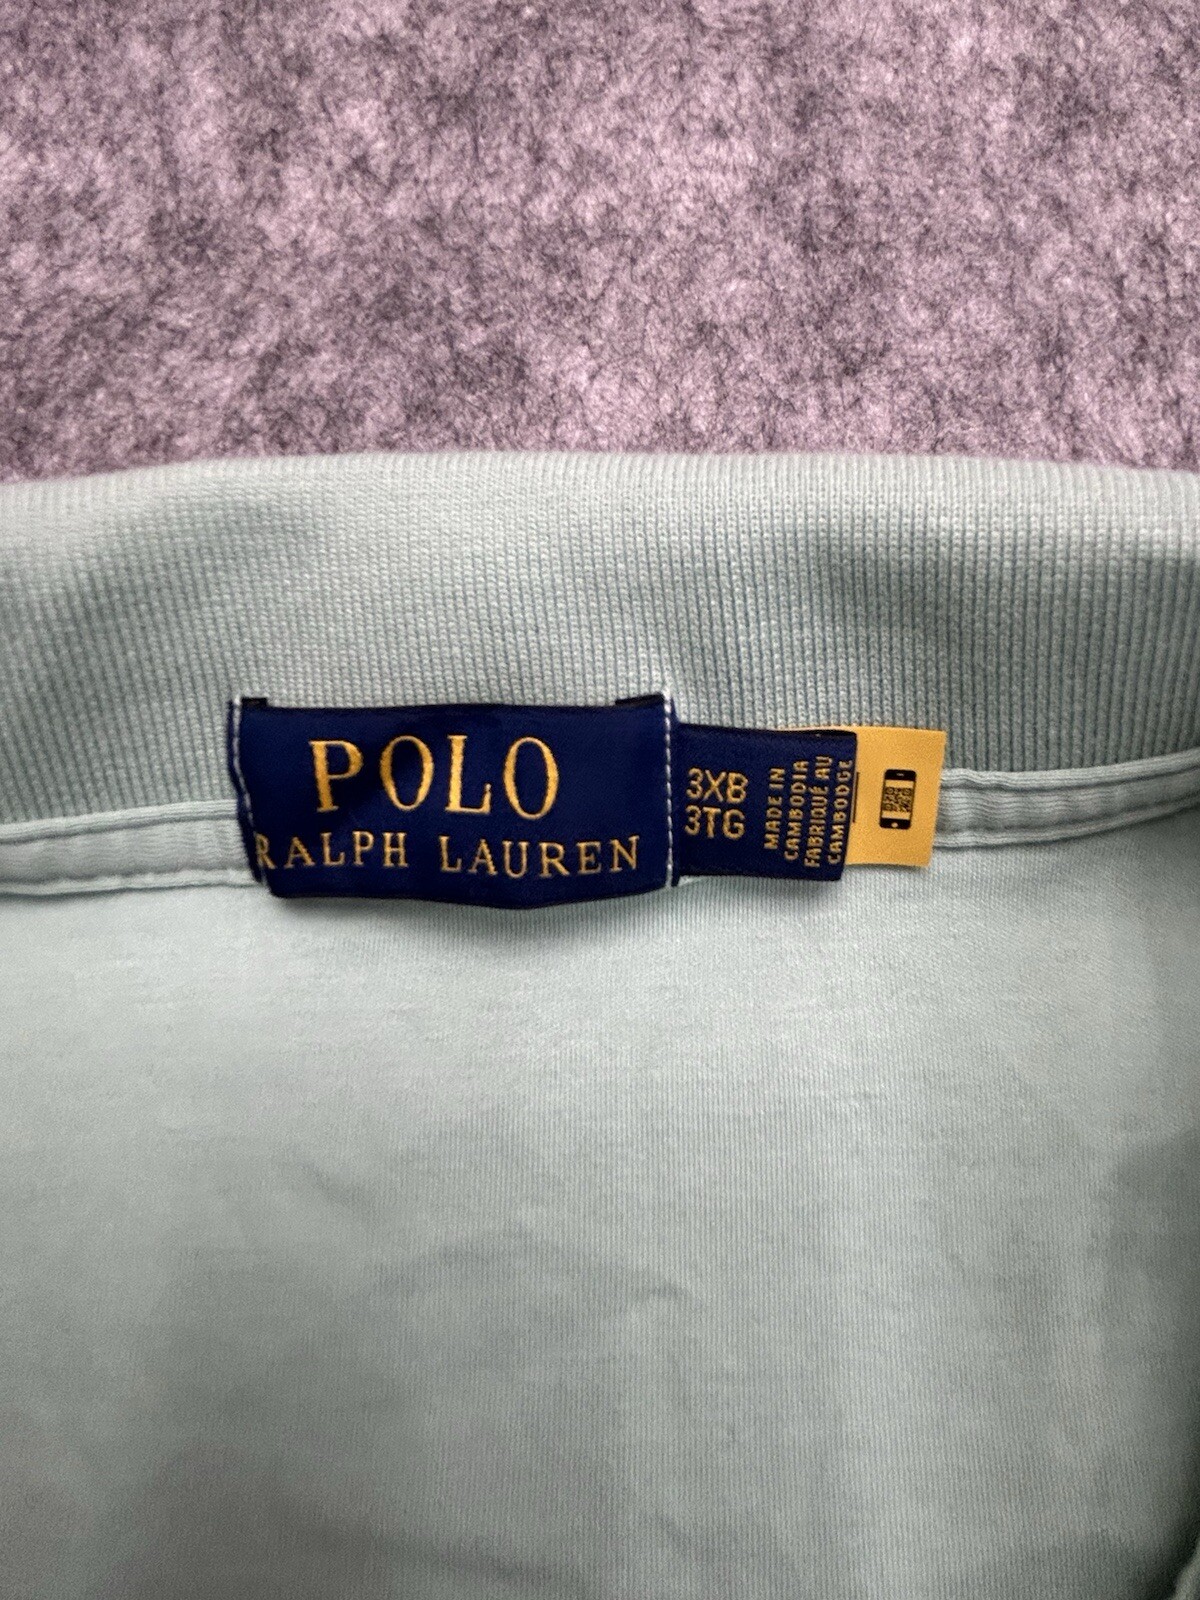 POLO
RALPH LAUREN
3XB
3TG
MADE IN
CAMBODIA
FABRIQUÉ AU
CAMBODGE